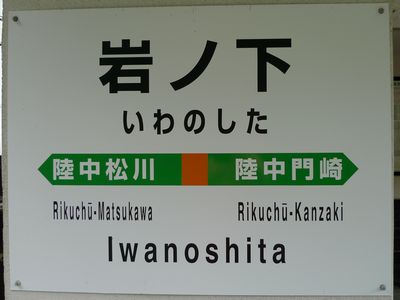 岩ノ下
いわのした
陸中松川 陸中門崎
Rikuchū-Matsukawa Rikuchū-Kanzaki
Iwanoshita